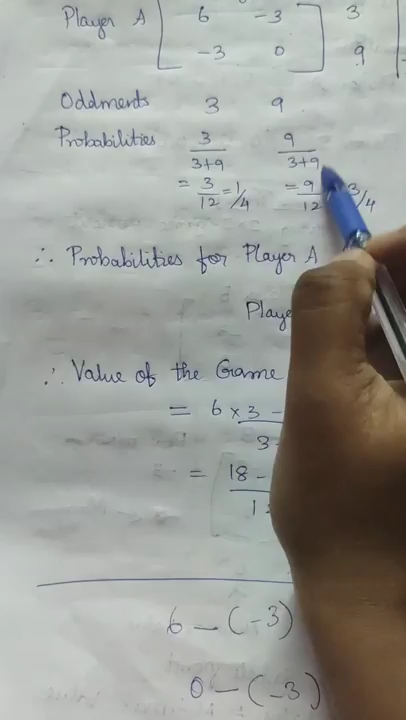 Player A [ 6 -3 ] 3
-3 0 9
Oddments 3 9
Probabilities 3/(3+9) 9/(3+9)
= 3/12 = 1/4 = 9/12 3/4
∴ Probabilities for Player A
Playe
∴ Value of the Game
= 6 × 3 -
3
= 18 -
1
6 - (-3)
0 - (-3)